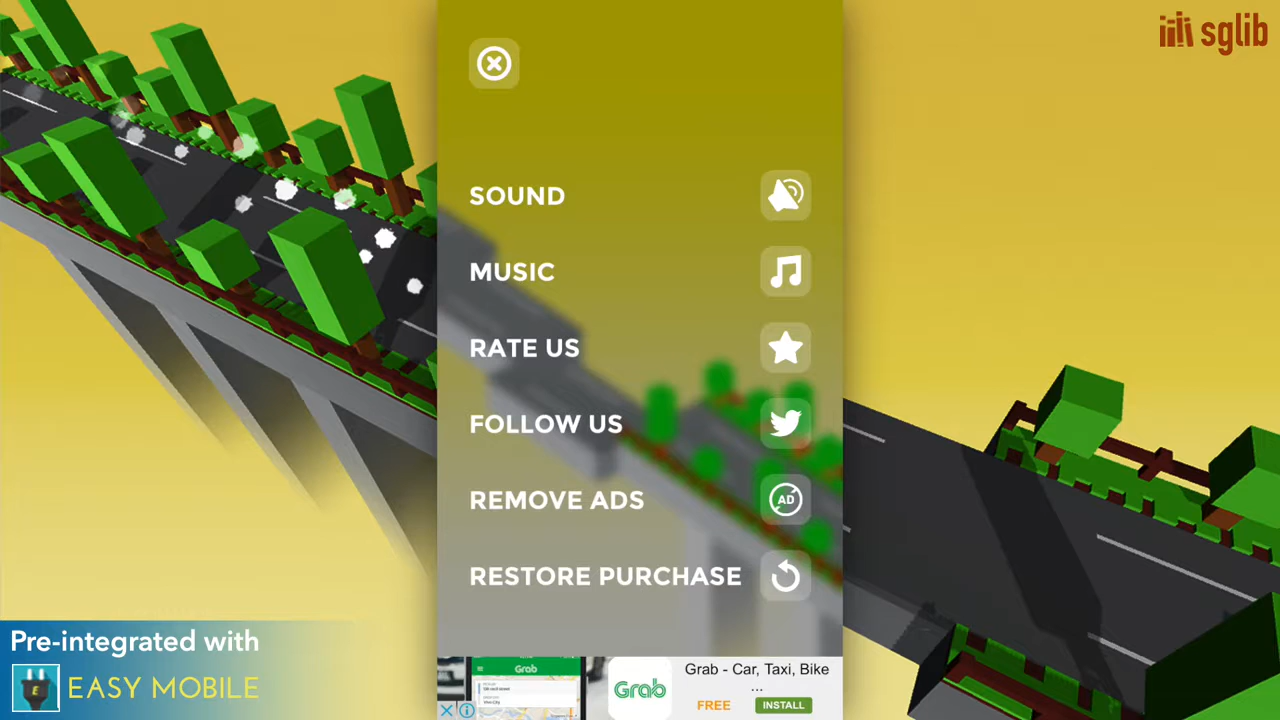 sglib
SOUND
MUSIC
RATE US
FOLLOW US
REMOVE ADS
AD
RESTORE PURCHASE
Pre-integrated with
E
EASY MOBILE
Grab
Grab
Grab - Car, Taxi, Bike
...
FREE
INSTALL